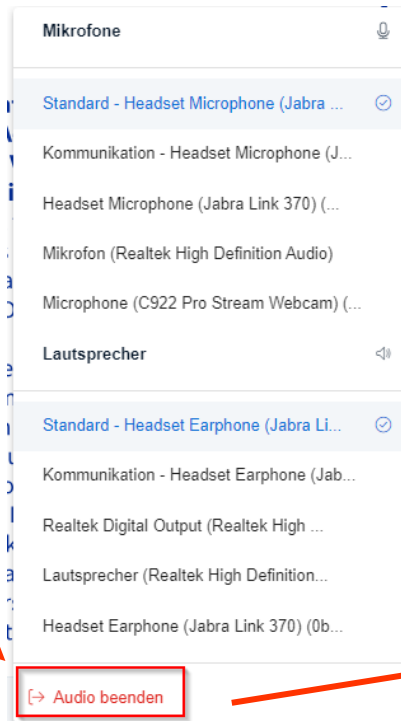 Mikrofone
Standard - Headset Microphone (Jabra ...
Kommunikation - Headset Microphone (J...
Headset Microphone (Jabra Link 370) (...
Mikrofon (Realtek High Definition Audio)
Microphone (C922 Pro Stream Webcam) (...
Lautsprecher
Standard - Headset Earphone (Jabra Li...
Kommunikation - Headset Earphone (Jab...
Realtek Digital Output (Realtek High ...
Lautsprecher (Realtek High Definition...
Headset Earphone (Jabra Link 370) (0b...
Audio beenden